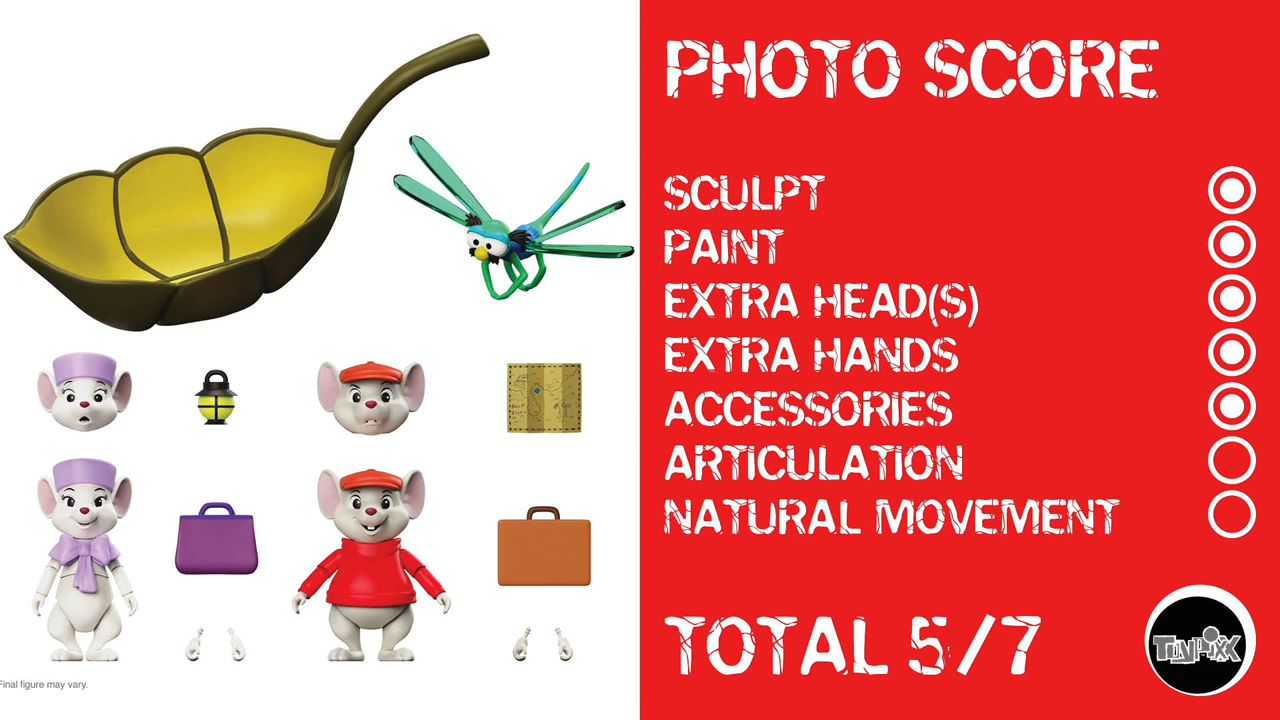 PHOTO SCORE
SCULPT
PAINT
EXTRA HEAD(S)
EXTRA HANDS
ACCESSORIES
ARTICULATION
NATURAL MOVEMENT
TOTAL 5/7
Final figure may vary.